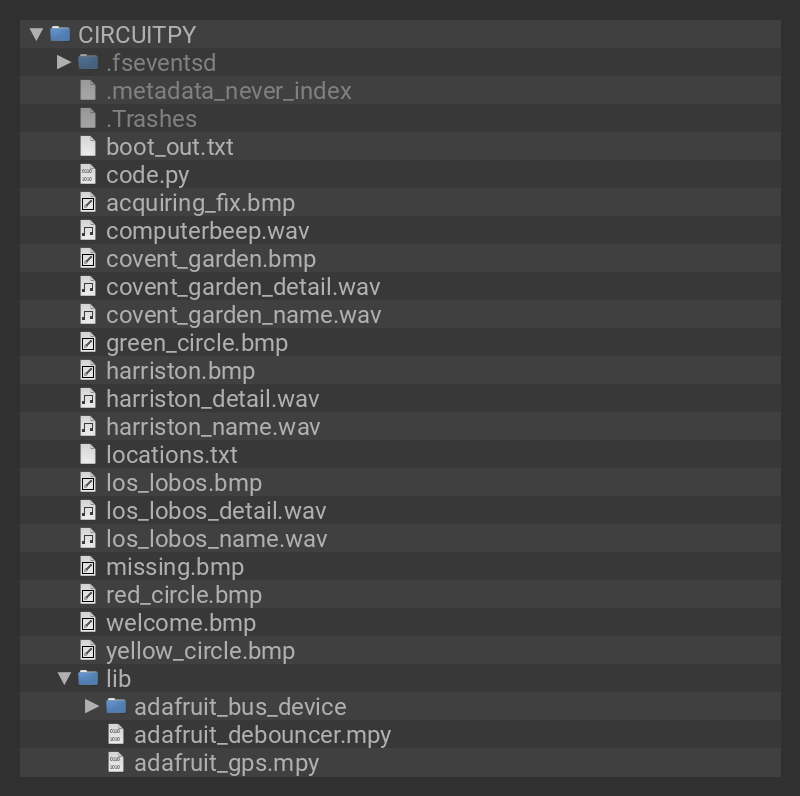 CIRCUITPY
.fseventsd
.metadata_never_index
.Trashes
boot_out.txt
code.py
acquiring_fix.bmp
computerbeep.wav
covent_garden.bmp
covent_garden_detail.wav
covent_garden_name.wav
green_circle.bmp
harriston.bmp
harriston_detail.wav
harriston_name.wav
locations.txt
los_lobos.bmp
los_lobos_detail.wav
los_lobos_name.wav
missing.bmp
red_circle.bmp
welcome.bmp
yellow_circle.bmp
lib
adafruit_bus_device
adafruit_debouncer.mpy
adafruit_gps.mpy